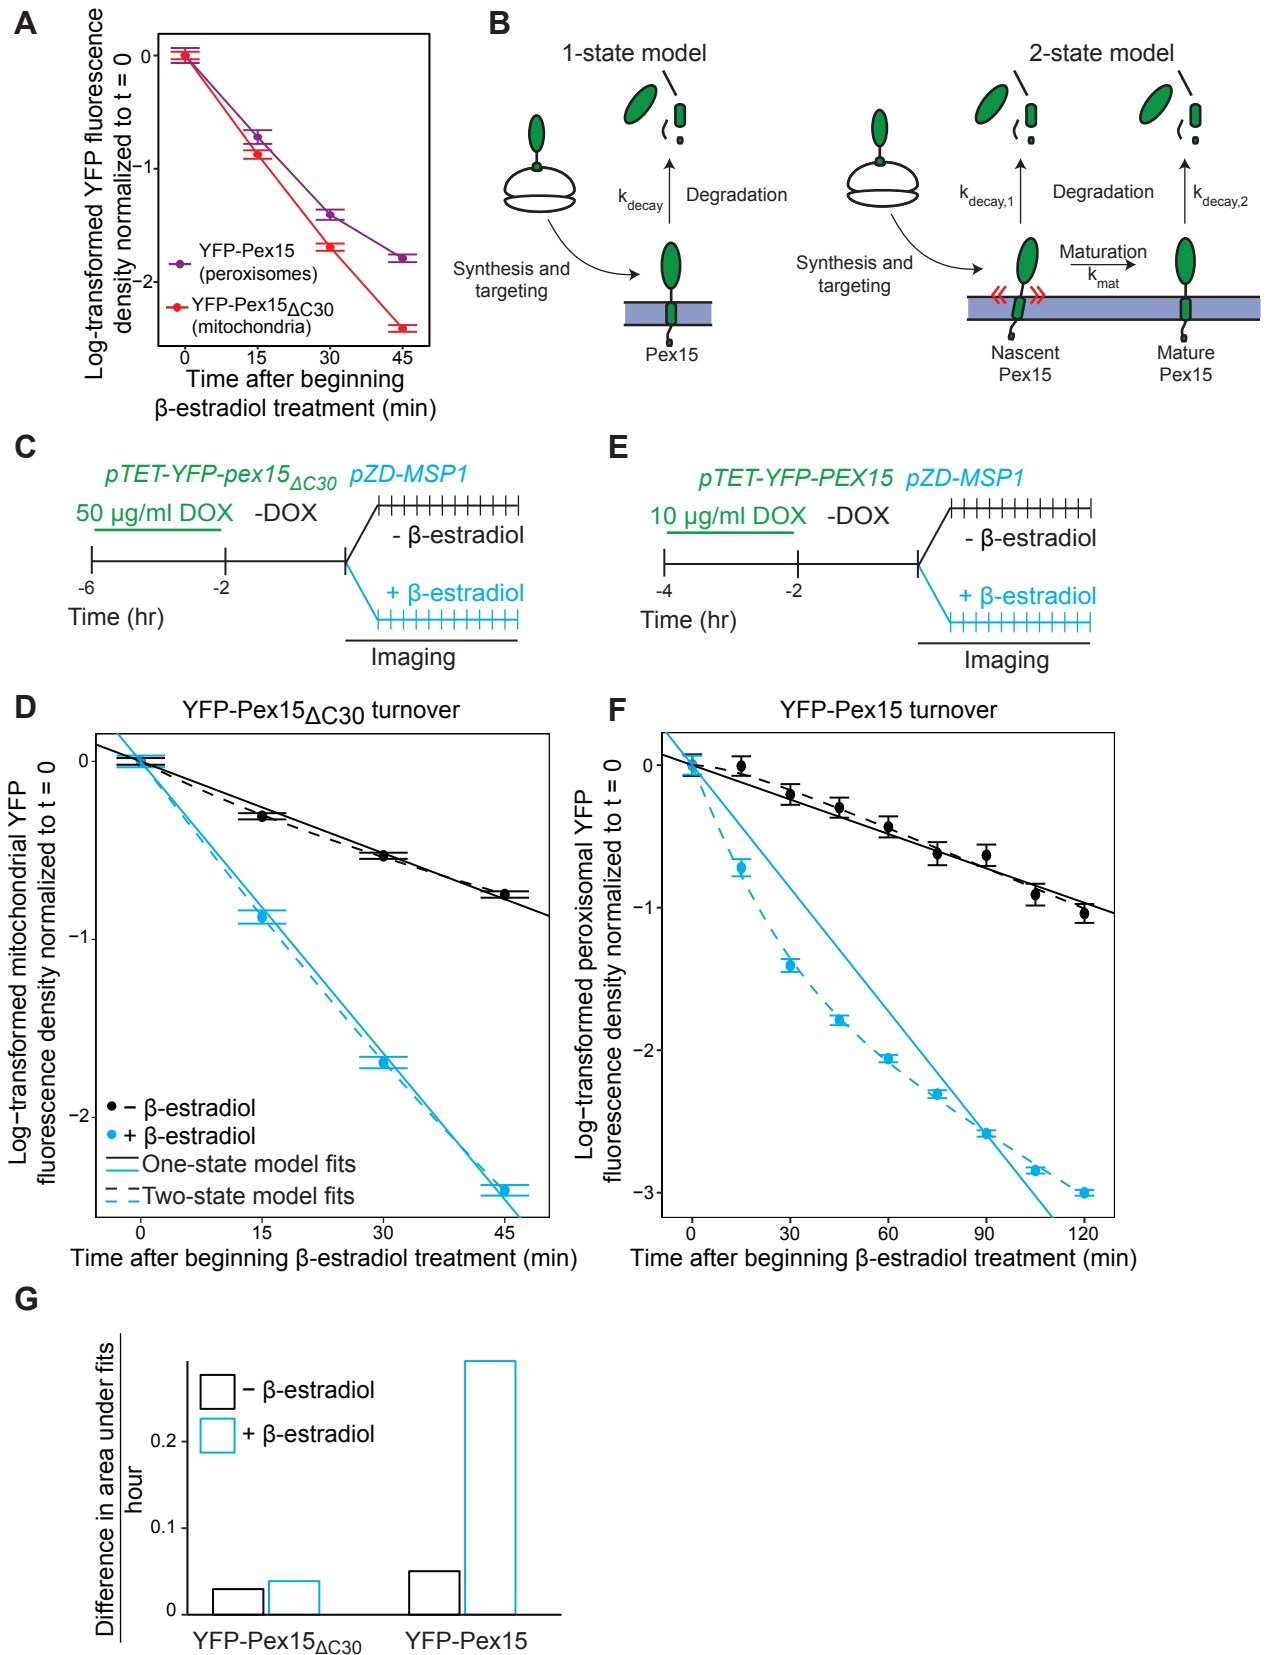 A
Log-transformed YFP fluorescence
density normalized to t = 0
0
−1
−2
YFP-Pex15
(peroxisomes)
YFP-Pex15ΔC30
(mitochondria)
0 15 30 45
Time after beginning
β-estradiol treatment (min)
B
1-state model
2-state model
kdecay
Degradation
Synthesis and
targeting
Pex15
kdecay,1
Degradation
kdecay,2
Synthesis and
targeting
Maturation
kmat
Nascent
Pex15
Mature
Pex15
C
pTET-YFP-pex15ΔC30 pZD-MSP1
50 µg/ml DOX -DOX
- β-estradiol
+ β-estradiol
-6 -2
Time (hr)
Imaging
E
pTET-YFP-PEX15 pZD-MSP1
10 µg/ml DOX -DOX
- β-estradiol
+ β-estradiol
-4 -2
Time (hr)
Imaging
D
YFP-Pex15ΔC30 turnover
Log−transformed mitochondrial YFP
fluorescence density normalized to t = 0
0
−1
−2
− β-estradiol
+ β-estradiol
One-state model fits
Two-state model fits
0 15 30 45
Time after beginning β-estradiol treatment (min)
F
YFP-Pex15 turnover
Log−transformed peroxisomal YFP
fluorescence density normalized to t = 0
0
−1
−2
−3
0 30 60 90 120
Time after beginning β-estradiol treatment (min)
G
Difference in area under fits
hour
0.2
0.1
0
− β-estradiol
+ β-estradiol
YFP-Pex15ΔC30 YFP-Pex15